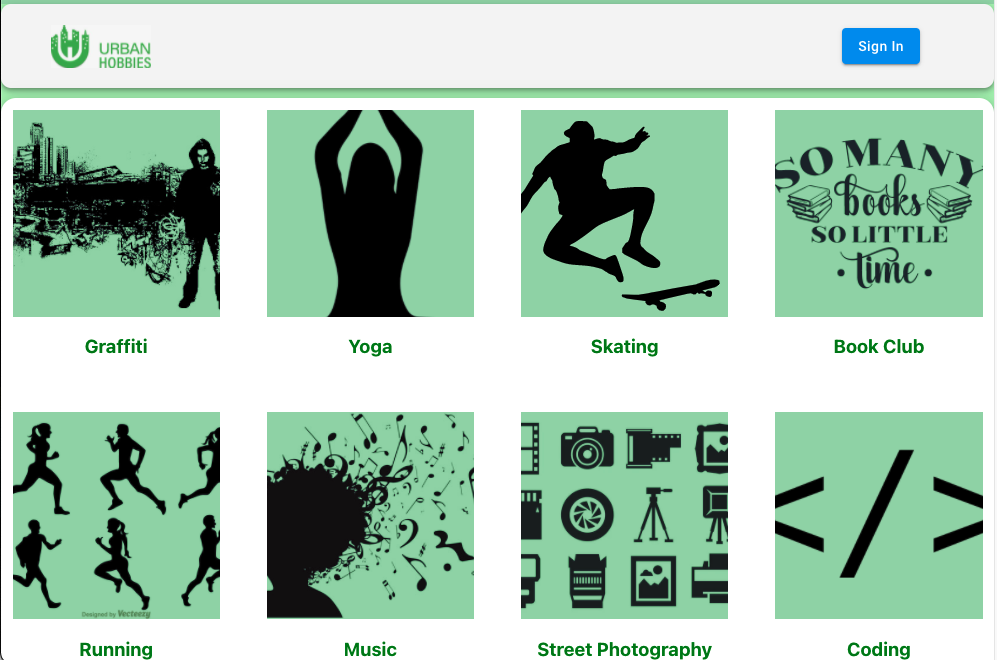 URBAN
HOBBIES
Sign In
SO MANY
books
SO LITTLE
• time •
Graffiti
Yoga
Skating
Book Club
Designed by Vecteezy
</>
Running
Music
Street Photography
Coding